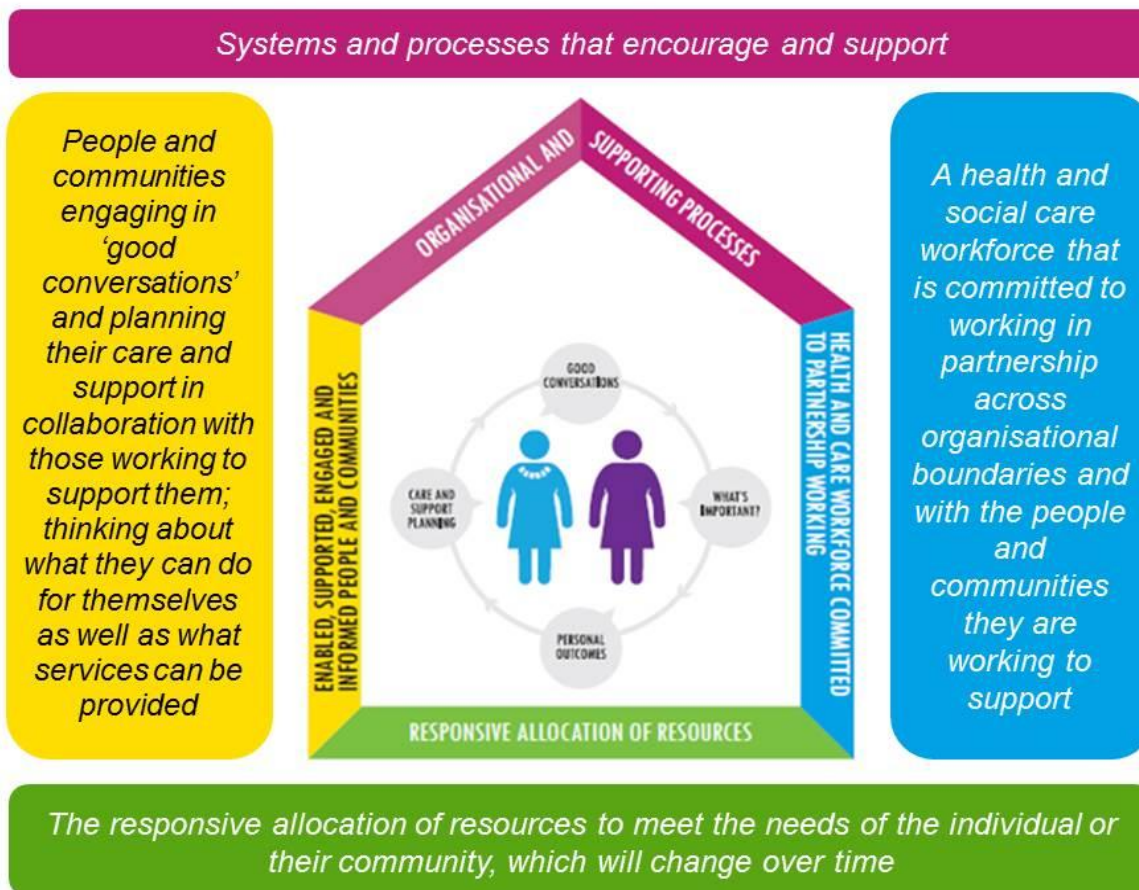 Systems and processes that encourage and support
People and
communities
engaging in
‘good
conversations’
and planning
their care and
support in
collaboration with
those working to
support them;
thinking about
what they can do
for themselves
as well as what
services can be
provided
ORGANISATIONAL AND
SUPPORTING PROCESSES
ENABLED, SUPPORTED, ENGAGED AND
INFORMED PEOPLE AND COMMUNITIES
GOOD
CONVERSATIONS
WHAT'S
IMPORTANT?
PERSONAL
OUTCOMES
CARE AND
SUPPORT
PLANNING
HEALTH AND CARE WORKFORCE COMMITTED
TO PARTNERSHIP WORKING
RESPONSIVE ALLOCATION OF RESOURCES
A health and
social care
workforce that
is committed to
working in
partnership
across
organisational
boundaries and
with the people
and
communities
they are
working to
support
The responsive allocation of resources to meet the needs of the individual or
their community, which will change over time